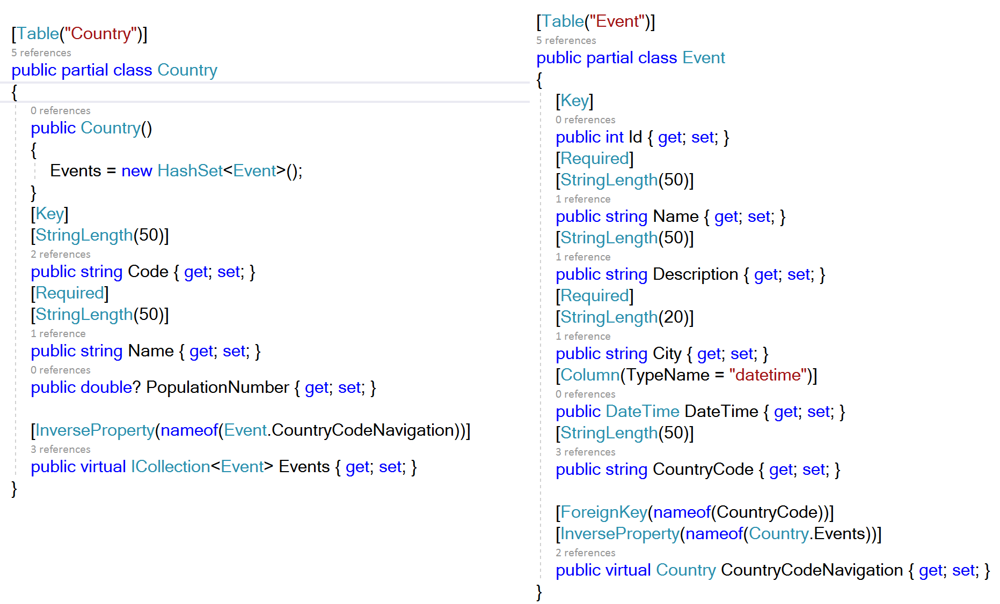 [Table("Country")]
5 references
public partial class Country
{
0 references
public Country()
{
Events = new HashSet<Event>();
}
[Key]
[StringLength(50)]
2 references
public string Code { get; set; }
[Required]
[StringLength(50)]
1 reference
public string Name { get; set; }
0 references
public double? PopulationNumber { get; set; }
[InverseProperty(nameof(Event.CountryCodeNavigation))]
3 references
public virtual ICollection<Event> Events { get; set; }
}
[Table("Event")]
5 references
public partial class Event
{
[Key]
0 references
public int Id { get; set; }
[Required]
[StringLength(50)]
1 reference
public string Name { get; set; }
[StringLength(50)]
1 reference
public string Description { get; set; }
[Required]
[StringLength(20)]
1 reference
public string City { get; set; }
[Column(TypeName = "datetime")]
0 references
public DateTime DateTime { get; set; }
[StringLength(50)]
3 references
public string CountryCode { get; set; }
[ForeignKey(nameof(CountryCode))]
[InverseProperty(nameof(Country.Events))]
2 references
public virtual Country CountryCodeNavigation { get; set; }
}